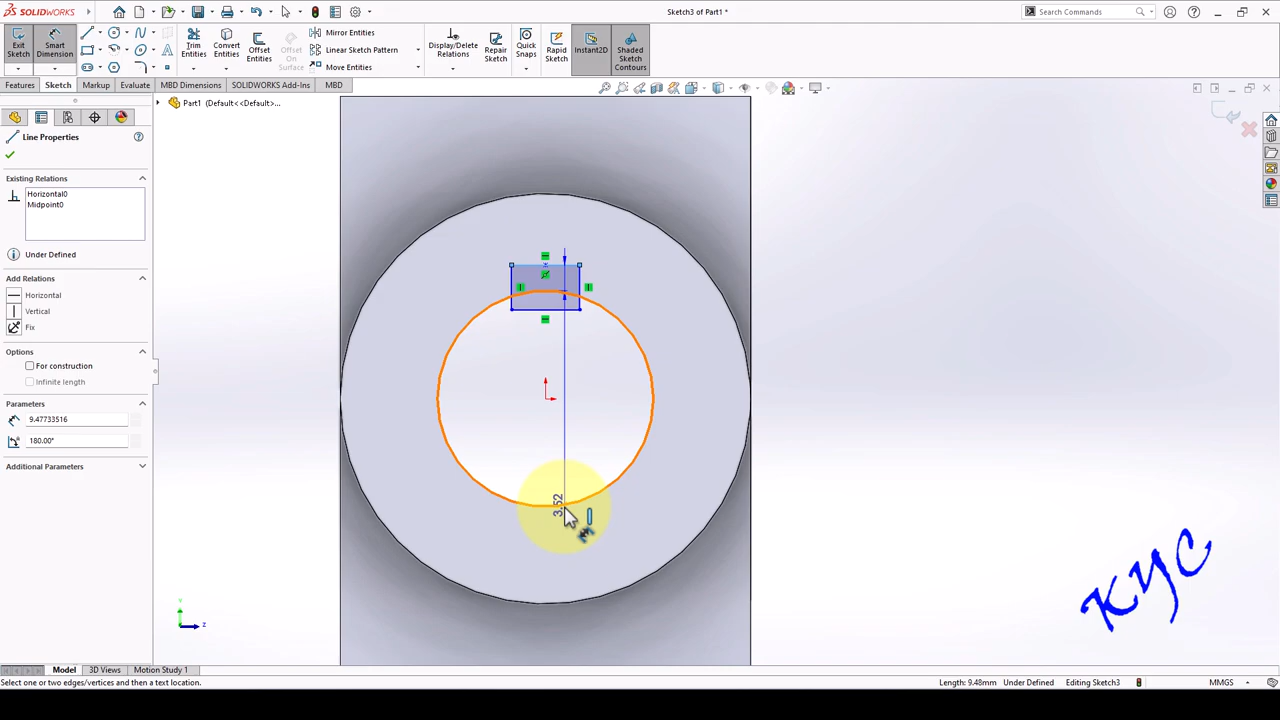 SOLIDWORKS
Sketch3 of Part1 *
Search Commands
Exit Sketch
Smart Dimension
Trim Entities
Convert Entities
Offset Entities
Offset On Surface
Mirror Entities
Linear Sketch Pattern
Move Entities
Display/Delete Relations
Repair Sketch
Quick Snaps
Rapid Sketch
Instant2D
Shaded Sketch Contours
Features
Sketch
Markup
Evaluate
MBD Dimensions
SOLIDWORKS Add-Ins
MBD
Part1 (Default<<Default>...
Line Properties
Existing Relations
Horizontal0
Midpoint0
Under Defined
Add Relations
Horizontal
Vertical
Fix
Options
For construction
Infinite length
Parameters
9.47733516
180.00°
Additional Parameters
3.52
Y
Z
KYC
Model
3D Views
Motion Study 1
Select one or two edges/vertices and then a text location.
Length: 9.48mm
Under Defined
Editing Sketch3
MMGS